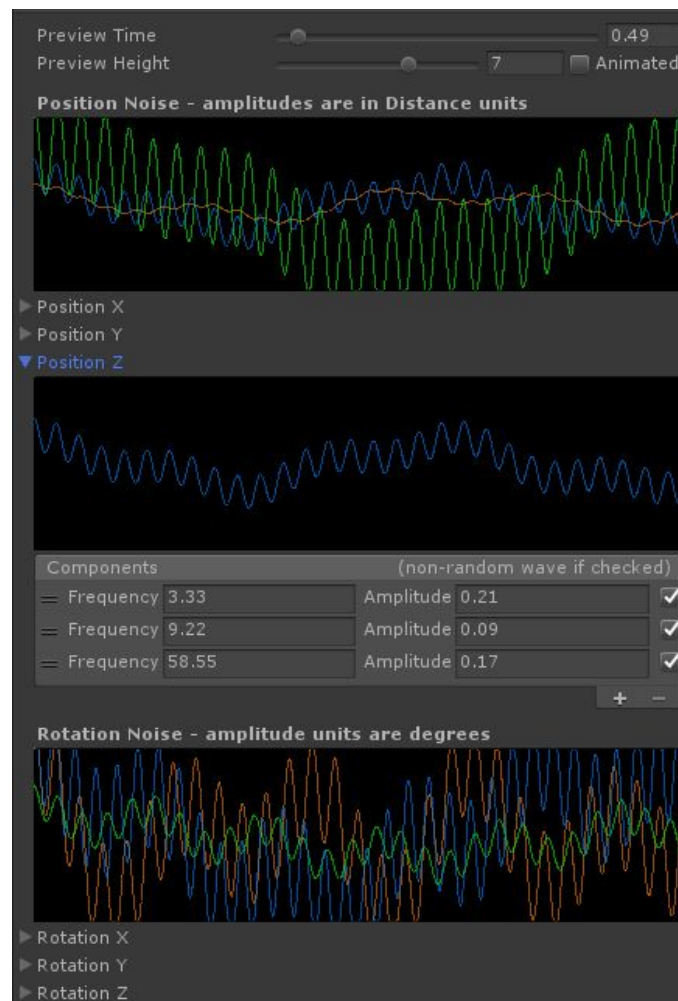 Preview Time 0.49
Preview Height 7 Animated
Position Noise - amplitudes are in Distance units
Position X
Position Y
Position Z
Components (non-random wave if checked)
Frequency 3.33 Amplitude 0.21
Frequency 9.22 Amplitude 0.09
Frequency 58.55 Amplitude 0.17
+ -
Rotation Noise - amplitude units are degrees
Rotation X
Rotation Y
Rotation Z